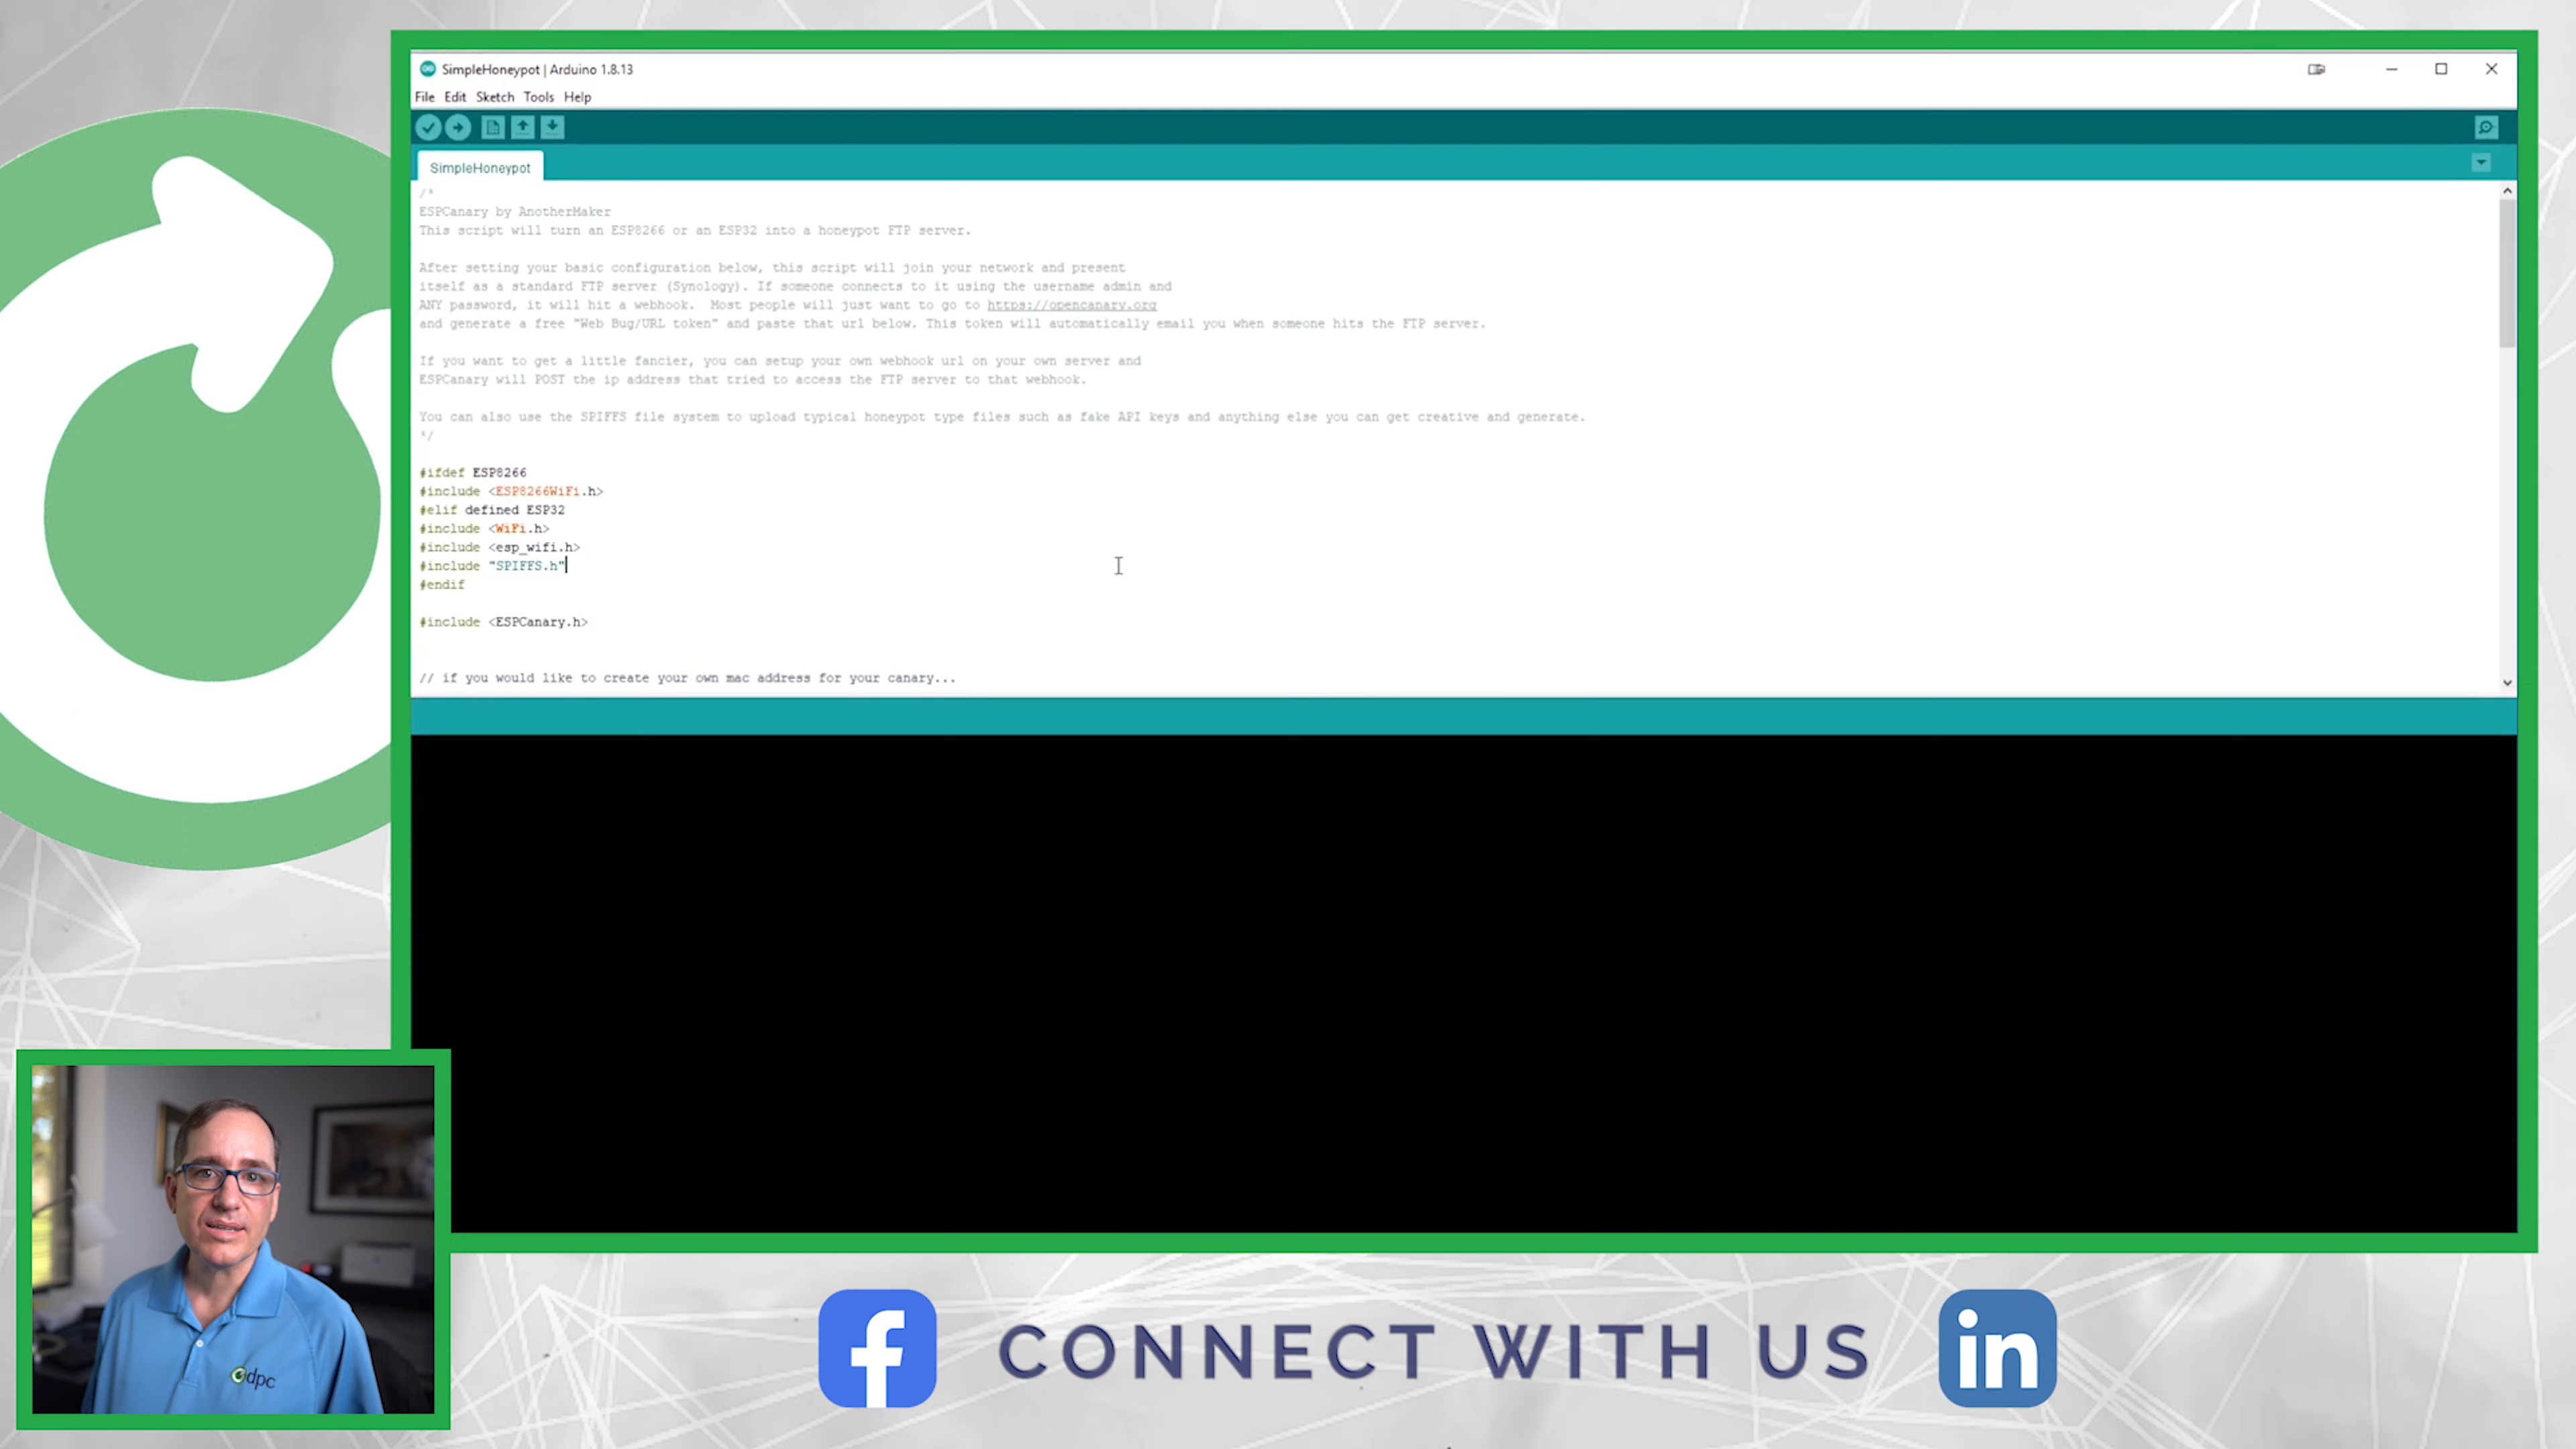 SimpleHoneypot | Arduino 1.8.13
File Edit Sketch Tools Help
SimpleHoneypot
/*
ESPCanary by AnotherMaker
This script will turn an ESP8266 or an ESP32 into a honeypot FTP server.
After setting your basic configuration below, this script will join your network and present
itself as a standard FTP server (Synology). If someone connects to it using the username admin and
ANY password, it will hit a webhook.  Most people will just want to go to https://opencanary.org
and generate a free "Web Bug/URL token" and paste that url below. This token will automatically email you when someone hits the FTP server.
If you want to get a little fancier, you can setup your own webhook url on your own server and
ESPCanary will POST the ip address that tried to access the FTP server to that webhook.
You can also use the SPIFFS file system to upload typical honeypot type files such as fake API keys and anything else you can get creative and generate.
*/
#ifdef ESP8266
#include <ESP8266WiFi.h>
#elif defined ESP32
#include <WiFi.h>
#include <esp_wifi.h>
#include "SPIFFS.h"
#endif
#include <ESPCanary.h>
// if you would like to create your own mac address for your canary...
dpc
f CONNECT WITH US in